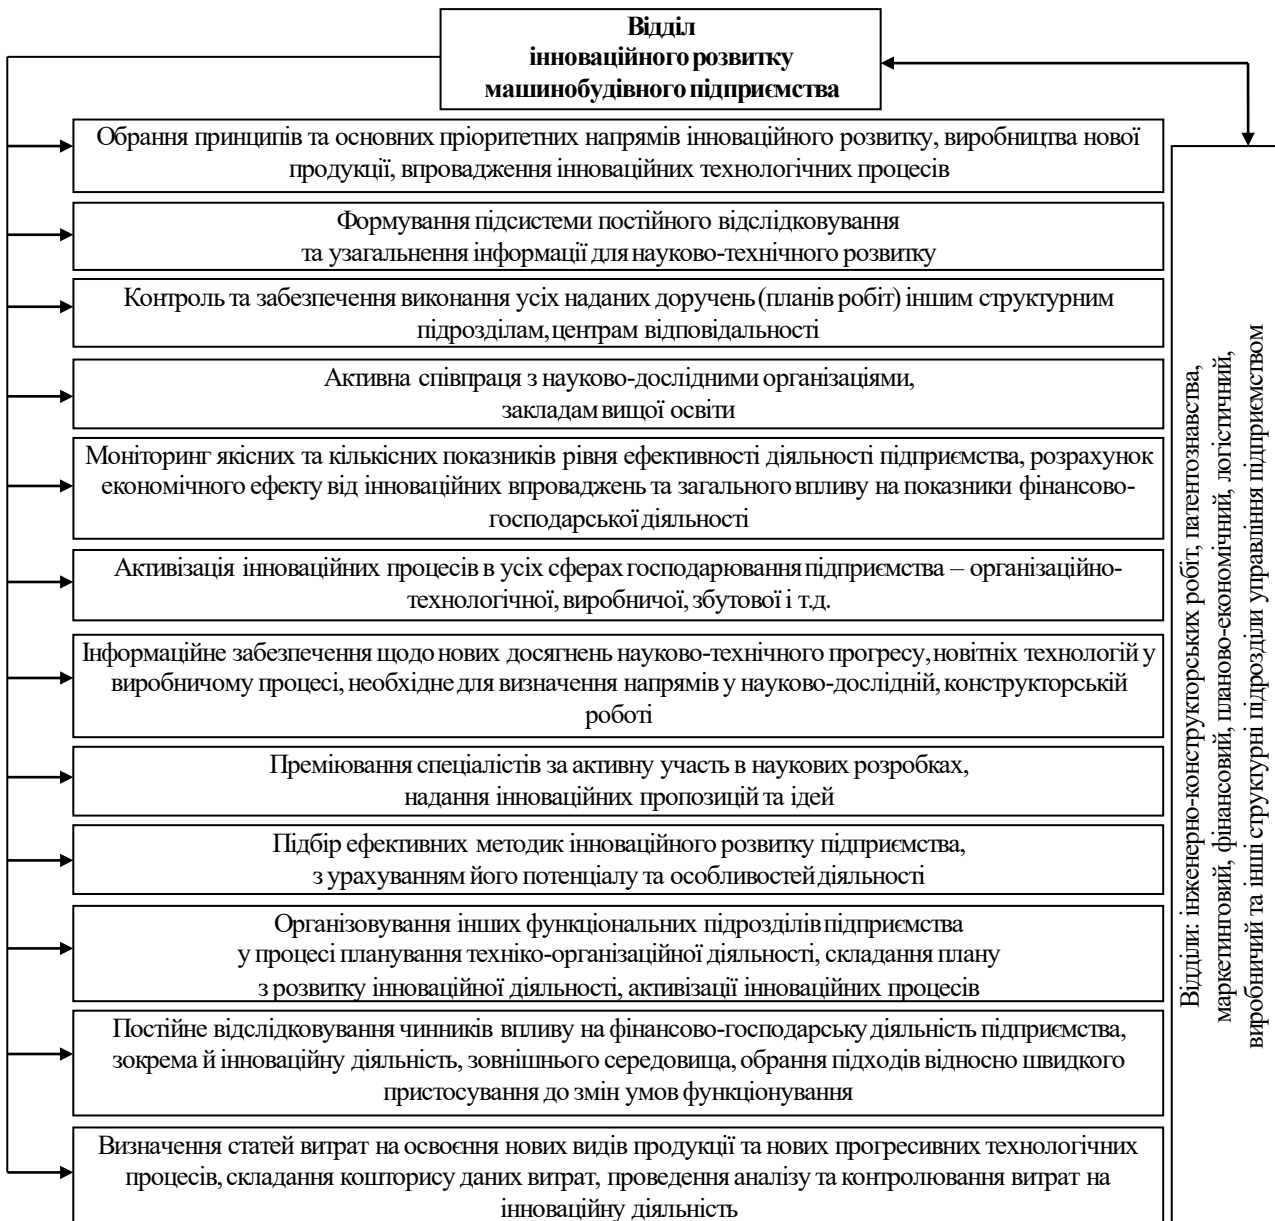 Відділ
інноваційного розвитку
машинобудівного підприємства
Обрання принципів та основних пріоритетних напрямів інноваційного розвитку, виробництва нової
продукції, впровадження інноваційних технологічних процесів
Формування підсистеми постійного відслідковування
та узагальнення інформації для науково-технічного розвитку
Контроль та забезпечення виконання усіх наданих доручень (планів робіт) іншим структурним
підрозділам, центрам відповідальності
Активна співпраця з науково-дослідними організаціями,
закладам вищої освіти
Моніторинг якісних та кількісних показників рівня ефективності діяльності підприємства, розрахунок
економічного ефекту від інноваційних впроваджень та загального впливу на показники фінансово-
господарської діяльності
Активізація інноваційних процесів в усіх сферах господарювання підприємства – організаційно-
технологічної, виробничої, збутової і т.д.
Інформаційне забезпечення щодо нових досягнень науково-технічного прогресу, новітніх технологій у
виробничому процесі, необхідне для визначення напрямів у науково-дослідній, конструкторській
роботі
Преміювання спеціалістів за активну участь в наукових розробках,
надання інноваційних пропозицій та ідей
Підбір ефективних методик інноваційного розвитку підприємства,
з урахуванням його потенціалу та особливостей діяльності
Організовування інших функціональних підрозділів підприємства
у процесі планування техніко-організаційної діяльності, складання плану
з розвитку інноваційної діяльності, активізації інноваційних процесів
Постійне відслідковування чинників впливу на фінансово-господарську діяльність підприємства,
зокрема й інноваційну діяльність, зовнішнього середовища, обрання підходів відносно швидкого
пристосування до змін умов функціонування
Визначення статей витрат на освоєння нових видів продукції та нових прогресивних технологічних
процесів, складання кошторису даних витрат, проведення аналізу та контролювання витрат на
інноваційну діяльність
Відділи: інженерно-конструкторських робіт, патентознавства,
маркетинговий, фінансовий, планово-економічний, логістичний,
виробничий та інші структурні підрозділи управління підприємством